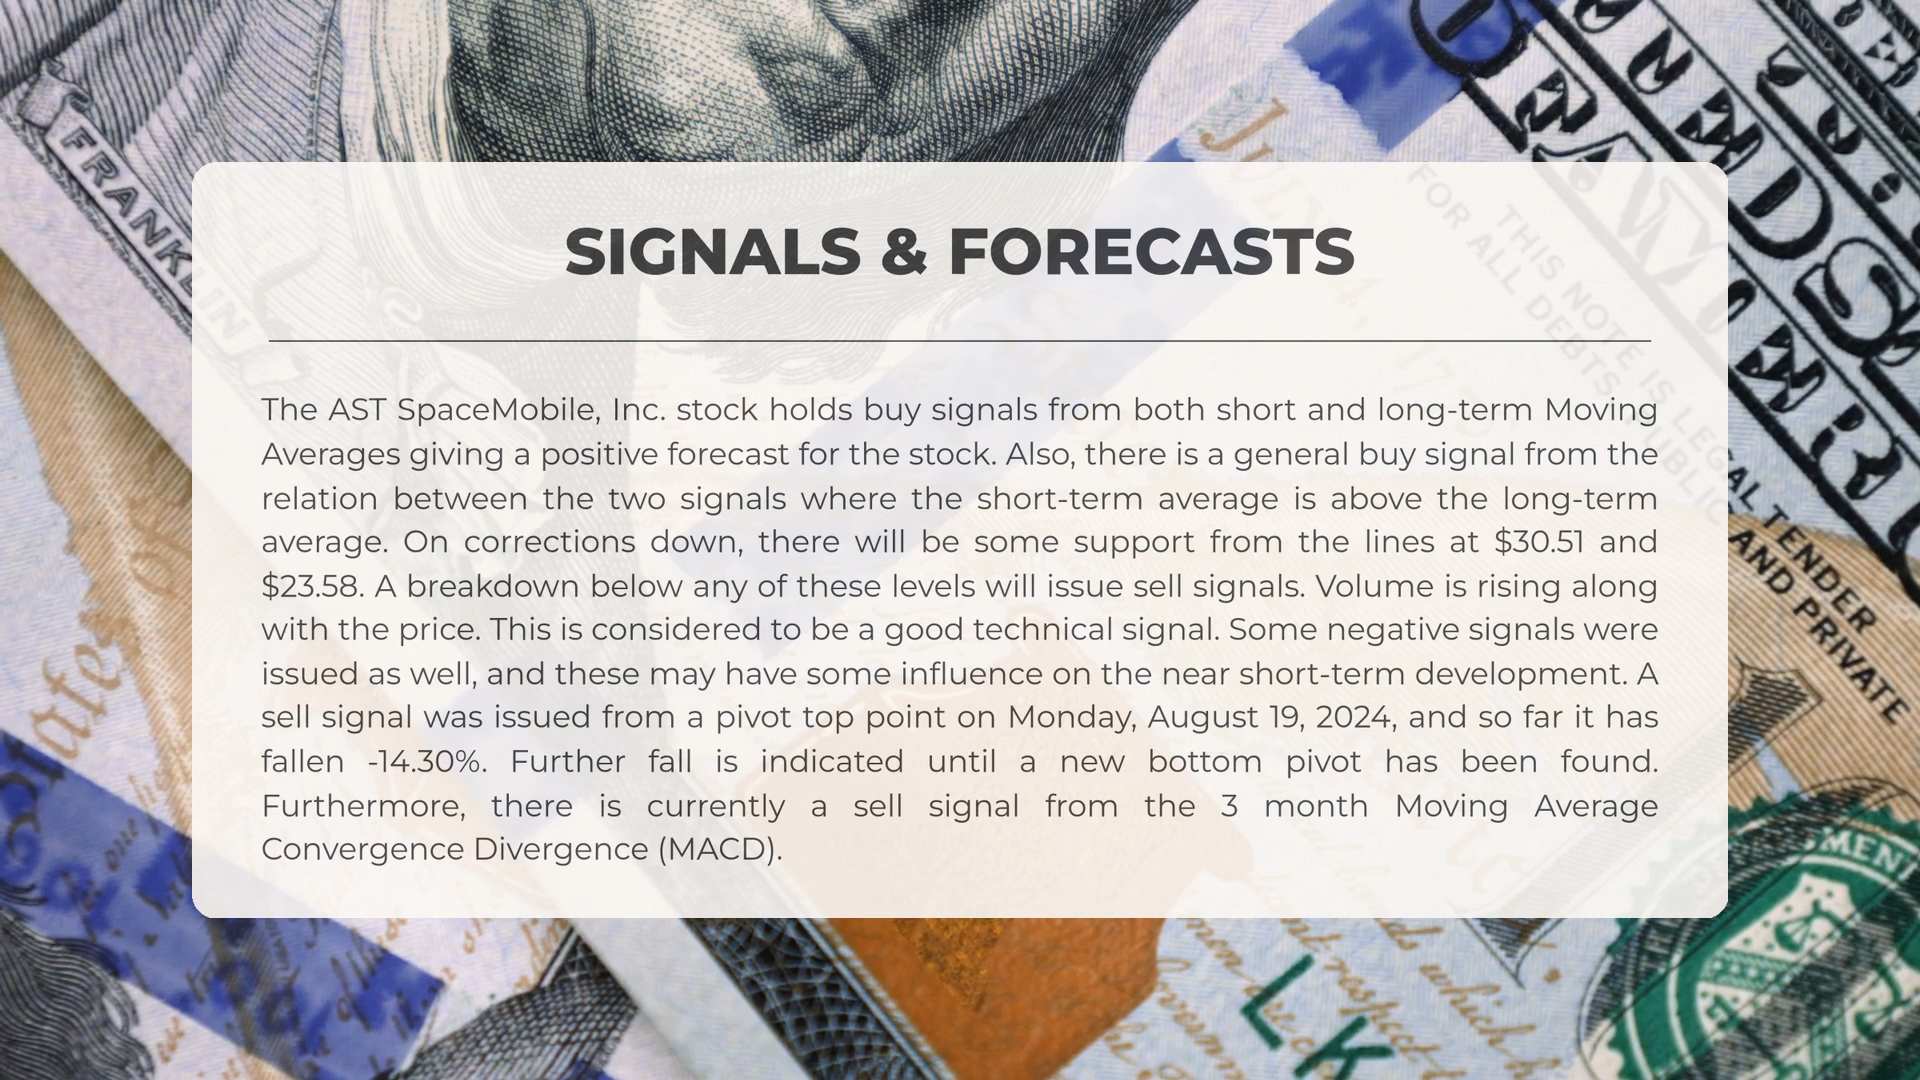 FRANKLIN
JULY 4, 1776
THIS NOTE IS LEGAL TENDER
FOR ALL DEBTS PUBLIC AND PRIVATE
SIGNALS & FORECASTS
The AST SpaceMobile, Inc. stock holds buy signals from both short and long-term Moving
Averages giving a positive forecast for the stock. Also, there is a general buy signal from the
relation between the two signals where the short-term average is above the long-term
average. On corrections down, there will be some support from the lines at $30.51 and
$23.58. A breakdown below any of these levels will issue sell signals. Volume is rising along
with the price. This is considered to be a good technical signal. Some negative signals were
issued as well, and these may have some influence on the near short-term development. A
sell signal was issued from a pivot top point on Monday, August 19, 2024, and so far it has
fallen -14.30%. Further fall is indicated until a new bottom pivot has been found.
Furthermore, there is currently a sell signal from the 3 month Moving Average
Convergence Divergence (MACD).
L K